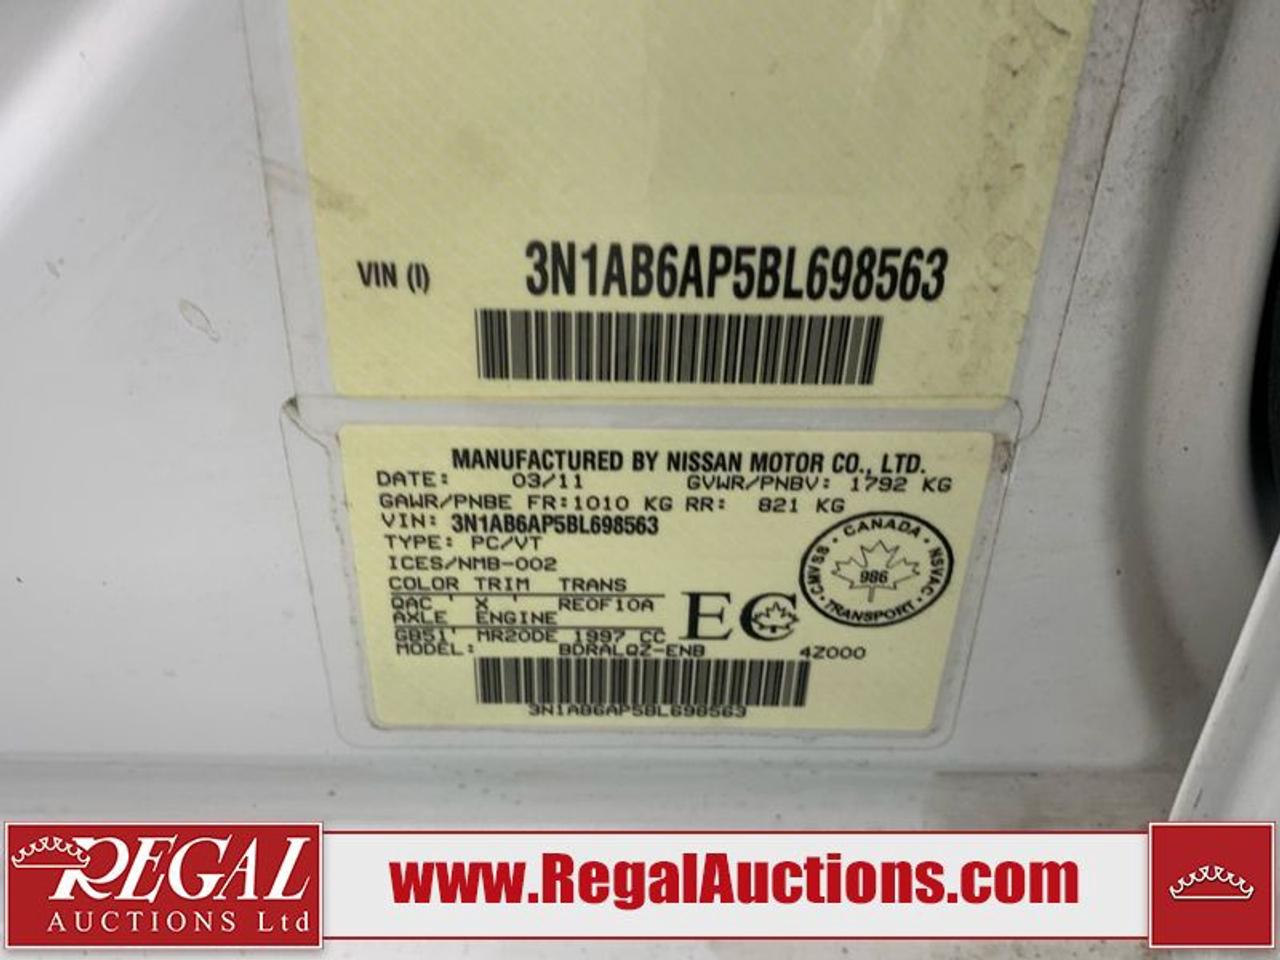 VIN (I) 3N1AB6AP5BL698563
MANUFACTURED BY NISSAN MOTOR CO., LTD.
DATE: 03/11 GVWR/PNBV: 1792 KG
GAWR/PNBE FR:1010 KG RR: 821 KG
VIN: 3N1AB6AP5BL698563
TYPE: PC/VT
ICES/NMB-002
COLOR TRIM TRANS
QAC ' X ' RE0F10A
AXLE ENGINE
GB51' MR20DE 1997 CC
MODEL: BDRALQZ-ENB 4Z000
3N1AB6AP5BL698563
EC
CANADA
CMVSS · NSVAC
986
TRANSPORT
REGAL
AUCTIONS Ltd
www.RegalAuctions.com